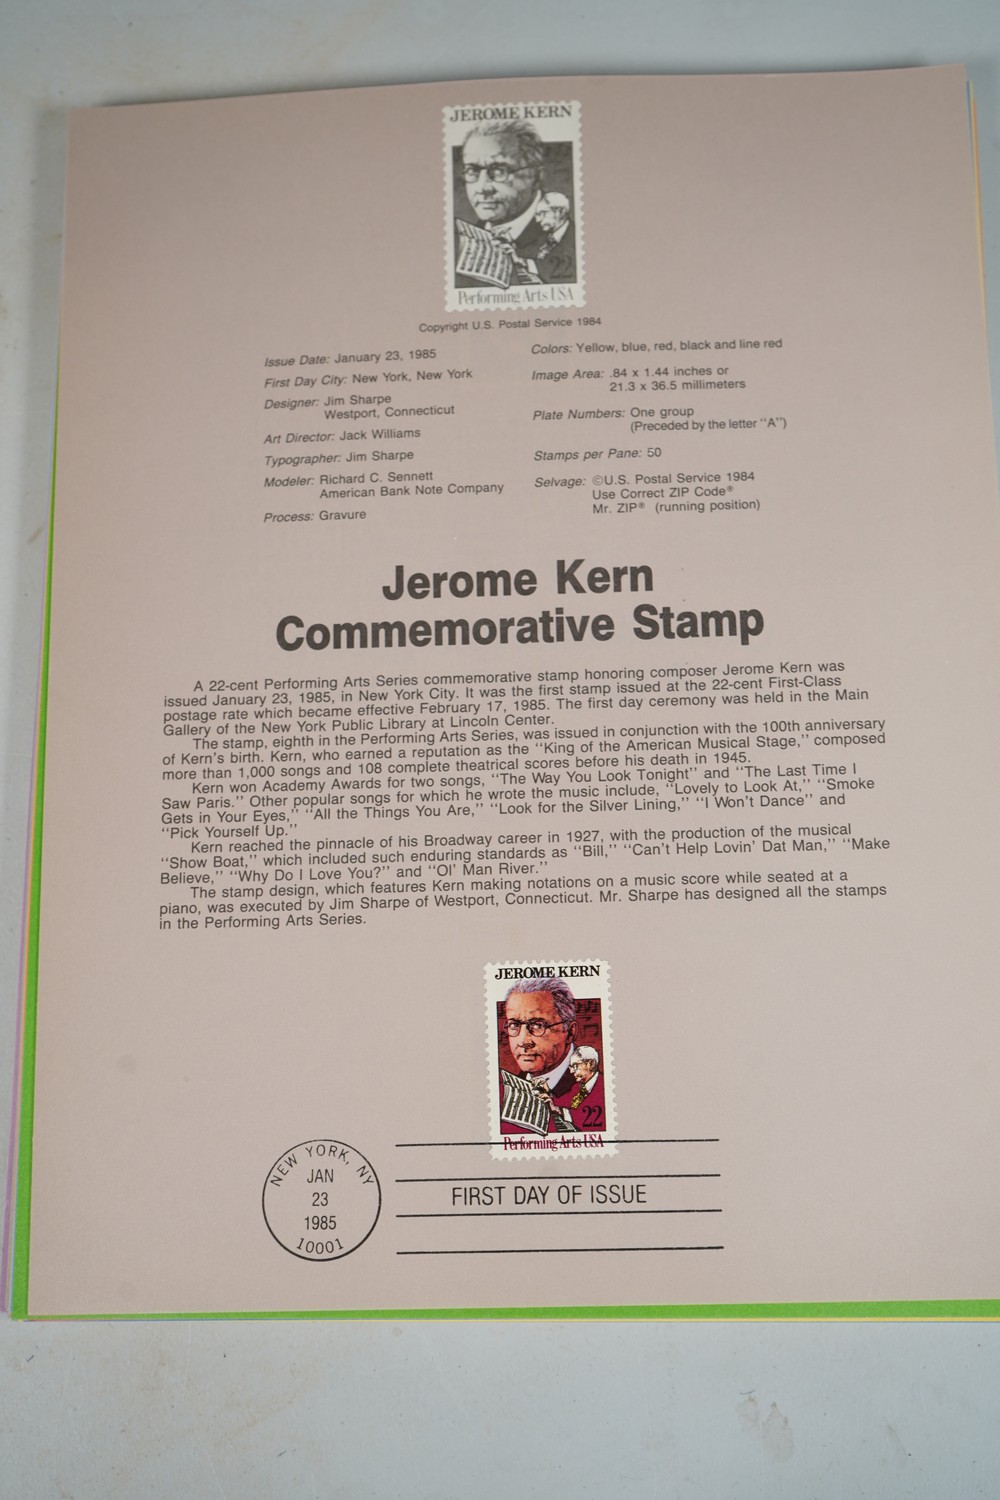 JEROME KERN
22
Performing Arts USA
Copyright U.S. Postal Service 1984
Issue Date: January 23, 1985
First Day City: New York, New York
Designer: Jim Sharpe
Westport, Connecticut
Art Director: Jack Williams
Typographer: Jim Sharpe
Modeler: Richard C. Sennett
American Bank Note Company
Process: Gravure
Colors: Yellow, blue, red, black and line red
Image Area: .84 x 1.44 inches or
21.3 x 36.5 millimeters
Plate Numbers: One group
(Preceded by the letter "A")
Stamps per Pane: 50
Selvage: ©U.S. Postal Service 1984
Use Correct ZIP Code®
Mr. ZIP® (running position)
Jerome Kern
Commemorative Stamp
A 22-cent Performing Arts Series commemorative stamp honoring composer Jerome Kern was
issued January 23, 1985, in New York City. It was the first stamp issued at the 22-cent First-Class
postage rate which became effective February 17, 1985. The first day ceremony was held in the Main
Gallery of the New York Public Library at Lincoln Center.
The stamp, eighth in the Performing Arts Series, was issued in conjunction with the 100th anniversary
of Kern's birth. Kern, who earned a reputation as the "King of the American Musical Stage," composed
more than 1,000 songs and 108 complete theatrical scores before his death in 1945.
Kern won Academy Awards for two songs, "The Way You Look Tonight" and "The Last Time I
Saw Paris." Other popular songs for which he wrote the music include, "Lovely to Look At," "Smoke
Gets in Your Eyes," "All the Things You Are," "Look for the Silver Lining," "I Won't Dance" and
"Pick Yourself Up."
Kern reached the pinnacle of his Broadway career in 1927, with the production of the musical
"Show Boat," which included such enduring standards as "Bill," "Can't Help Lovin' Dat Man," "Make
Believe," "Why Do I Love You?" and "Ol' Man River."
The stamp design, which features Kern making notations on a music score while seated at a
piano, was executed by Jim Sharpe of Westport, Connecticut. Mr. Sharpe has designed all the stamps
in the Performing Arts Series.
JEROME KERN
22
Performing Arts USA
NEW YORK, NY
JAN
23
1985
10001
FIRST DAY OF ISSUE